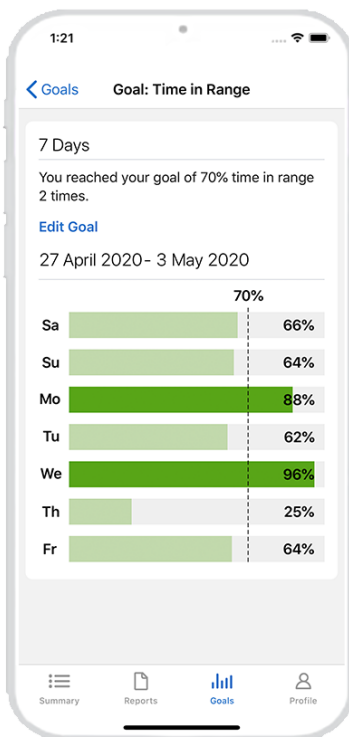 1:21
Goals
Goal: Time in Range
7 Days
You reached your goal of 70% time in range
2 times.
Edit Goal
27 April 2020- 3 May 2020
70%
Sa 66%
Su 64%
Mo 88%
Tu 62%
We 96%
Th 25%
Fr 64%
Summary Reports Goals Profile